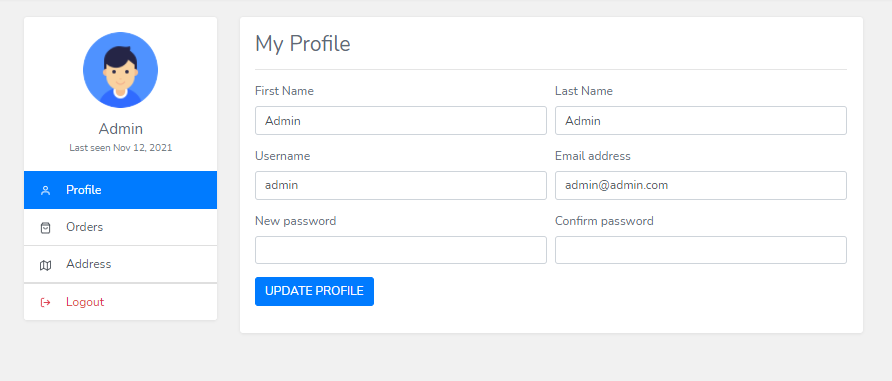 Admin
Last seen Nov 12, 2021
Profile
Orders
Address
Logout
My Profile
First Name Last Name
Admin Admin
Username Email address
admin admin@admin.com
New password Confirm password
UPDATE PROFILE